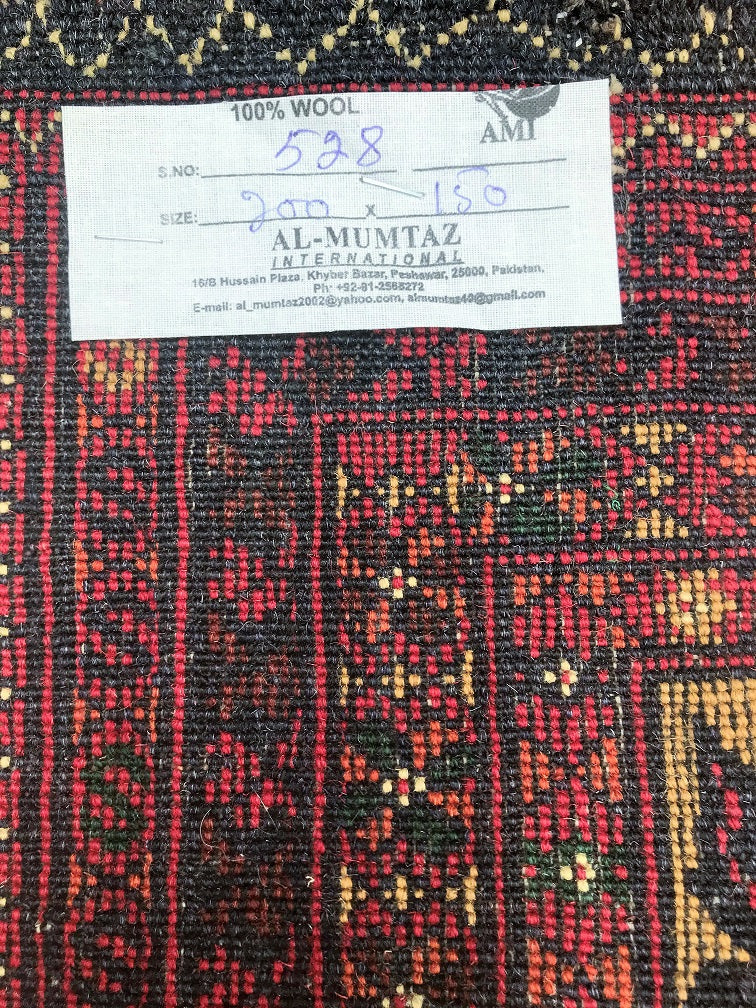 100% WOOL
AMI
S.NO: 528
SIZE: 200 x 150
AL-MUMTAZ
INTERNATIONAL
16/B Hussain Plaza, Khyber Bazar, Peshawar, 25000, Pakistan,
Ph: +92-91-2565272
E-mail: al_mumtaz2002@yahoo.com, almumtaz40@gmail.com